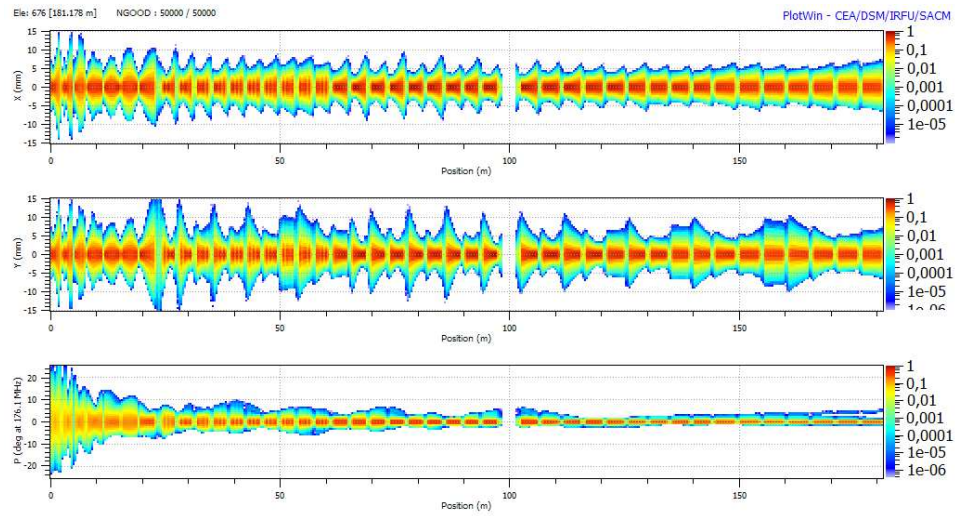 Ele: 676 [181.178 m] NGOOD : 50000 / 50000
PlotWin - CEA/DSM/IRFU/SACM
15
10
5
0
-5
-10
-15
X (mm)
0 50 100 150
Position (m)
1
0,1
0,01
0,001
0,0001
1e-05
15
10
5
0
-5
-10
-15
Y (mm)
0 50 100 150
Position (m)
1
0,1
0,01
0,001
0,0001
1e-05
1e-06
20
10
0
-10
-20
P (deg at 176.1 MHz)
0 50 100 150
Position (m)
1
0,1
0,01
0,001
0,0001
1e-05
1e-06